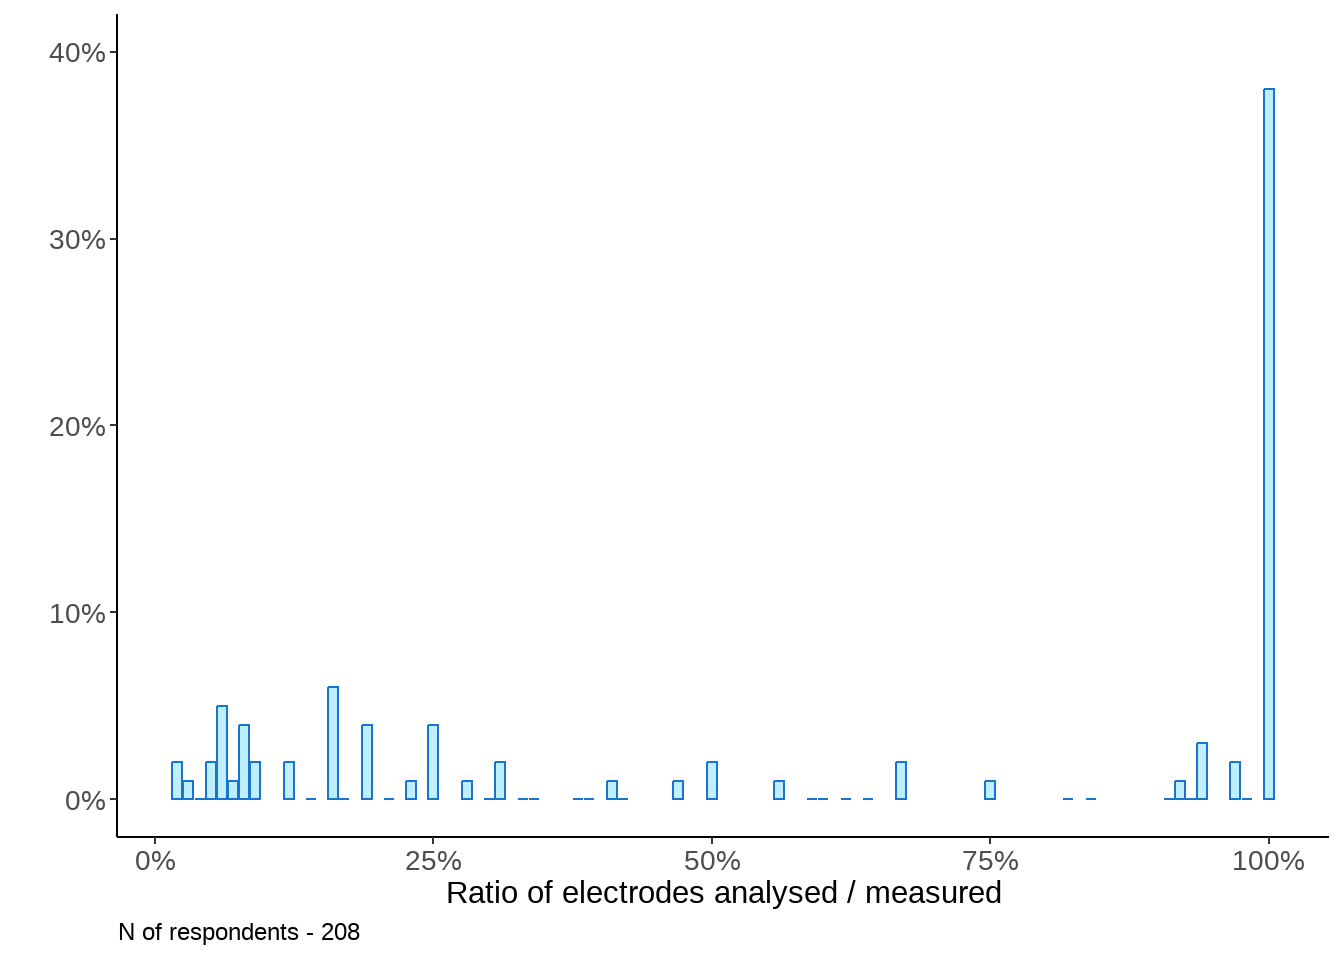 40%
30%
20%
10%
0%
0% 25% 50% 75% 100%
Ratio of electrodes analysed / measured
N of respondents - 208